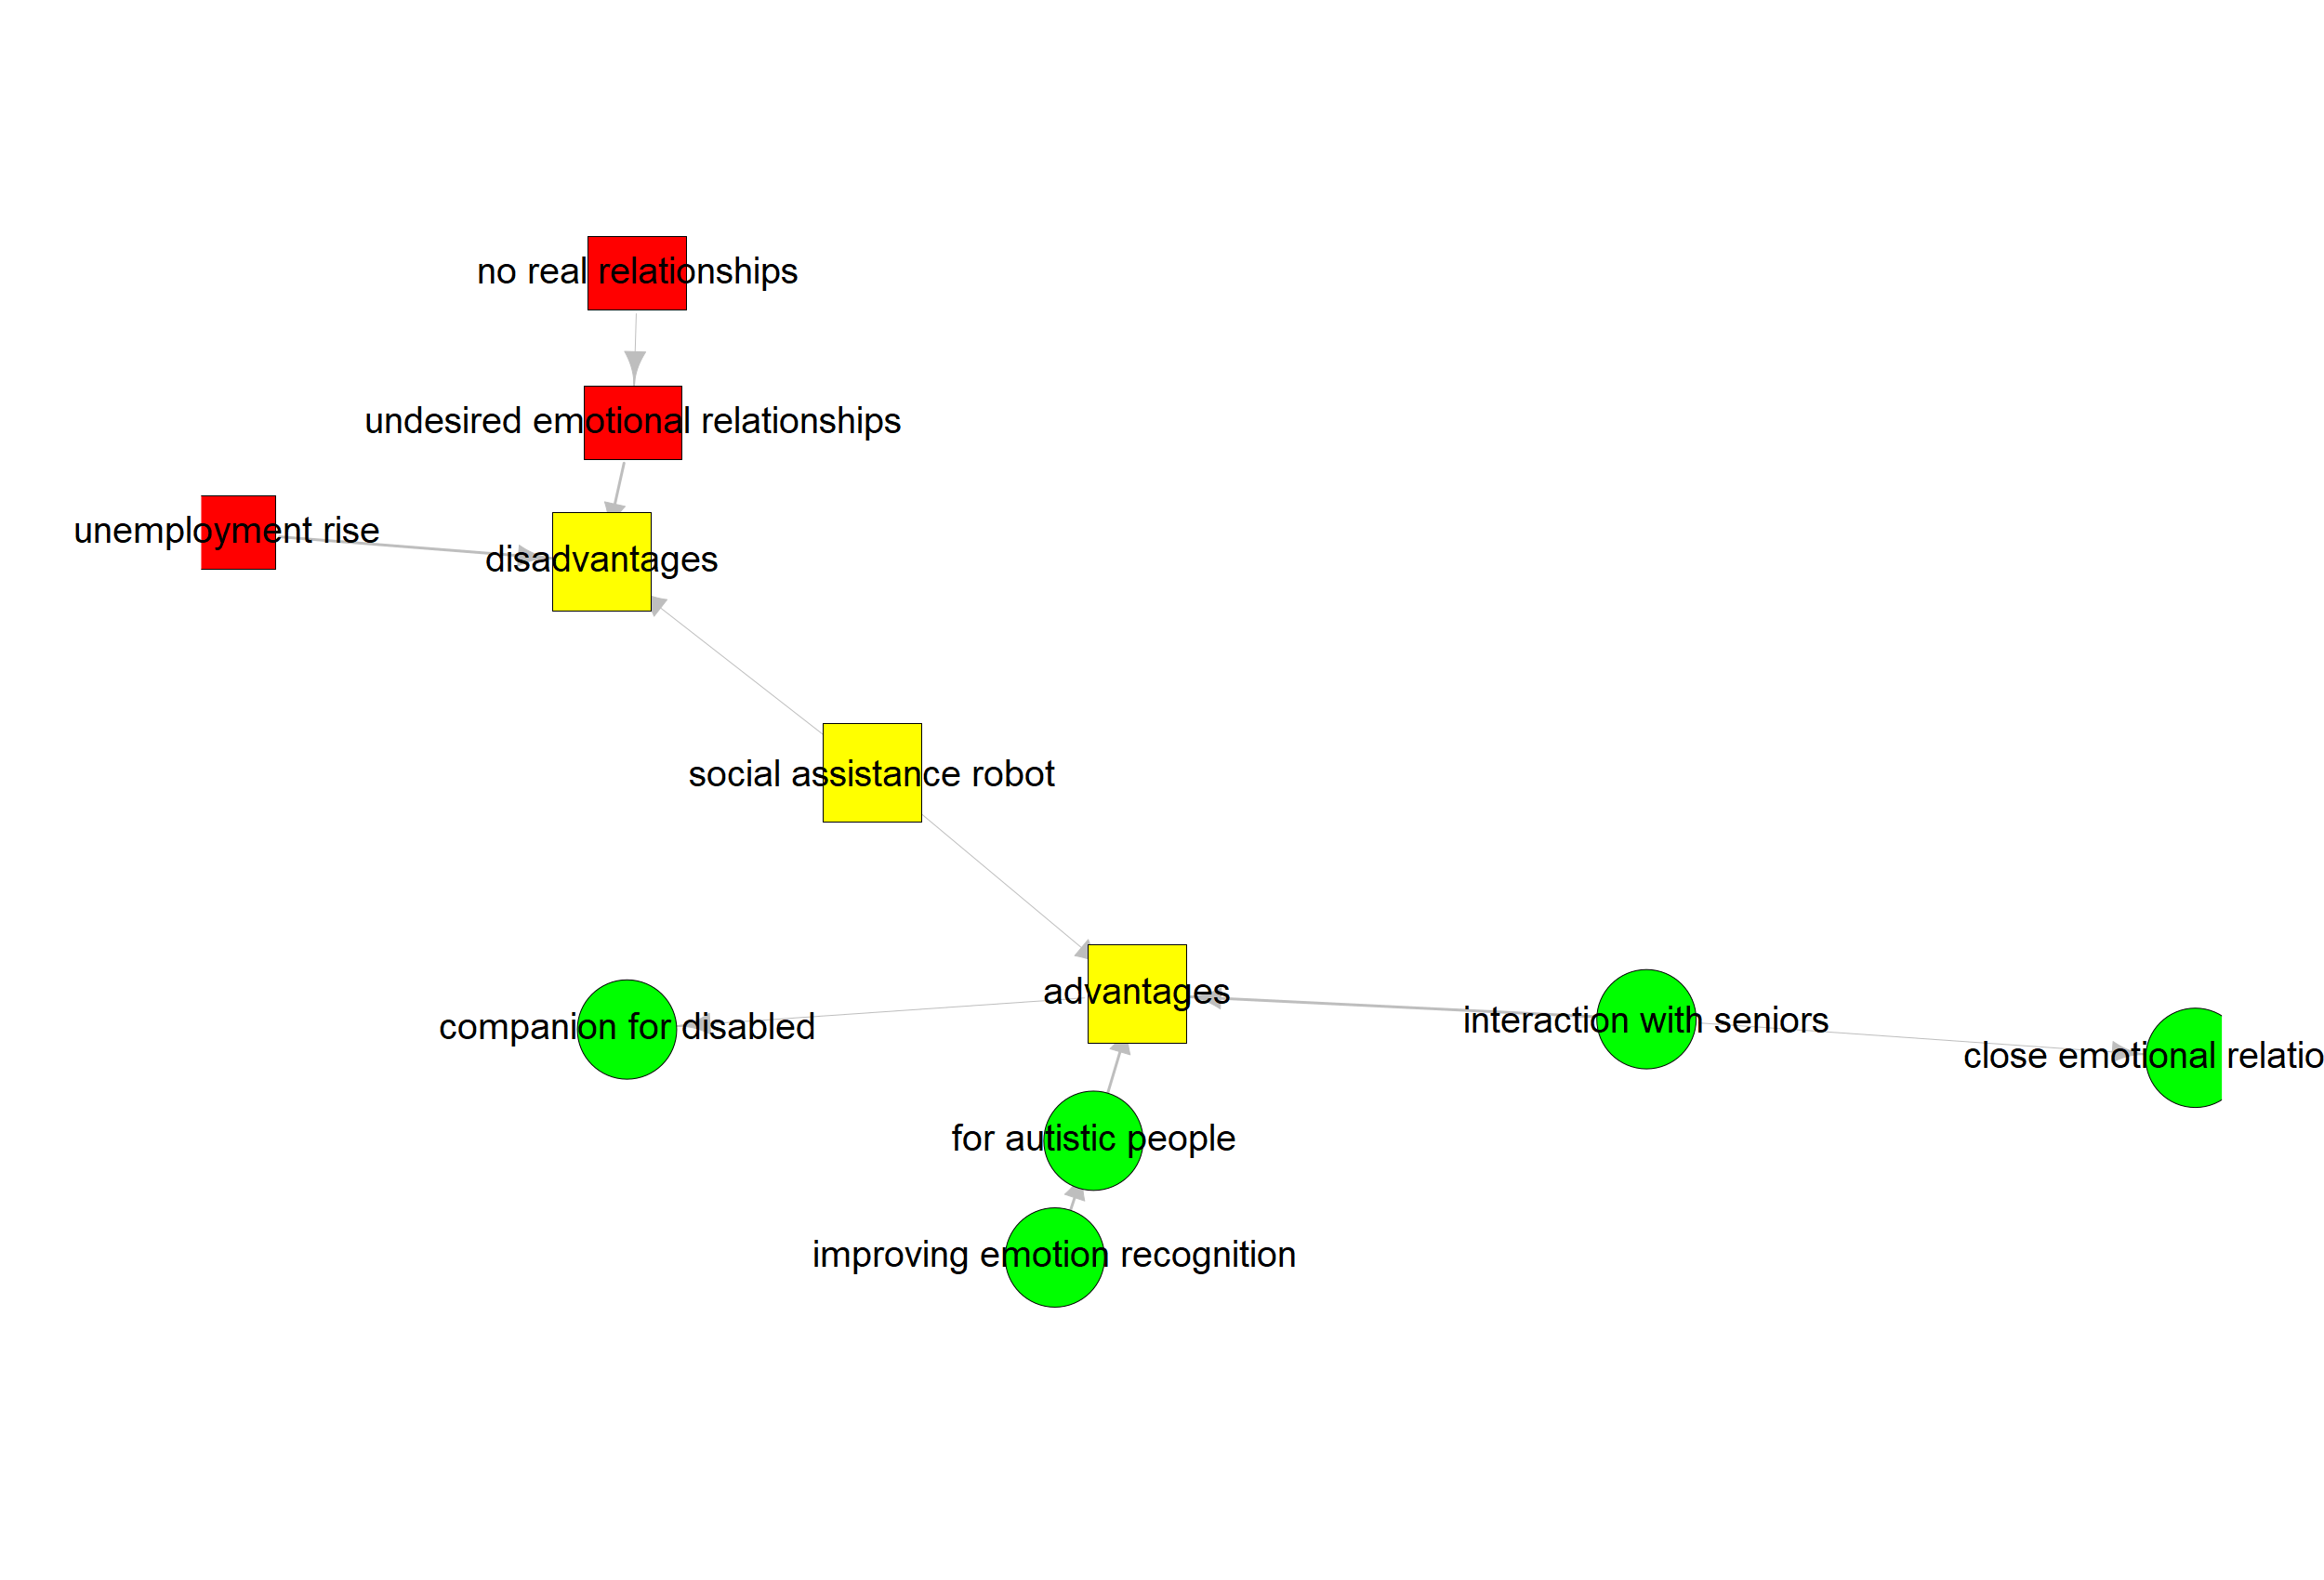 no real relationships
undesired emotional relationships
unemployment rise
disadvantages
social assistance robot
advantages
interaction with seniors
companion for disabled
close emotional relatio
for autistic people
improving emotion recognition